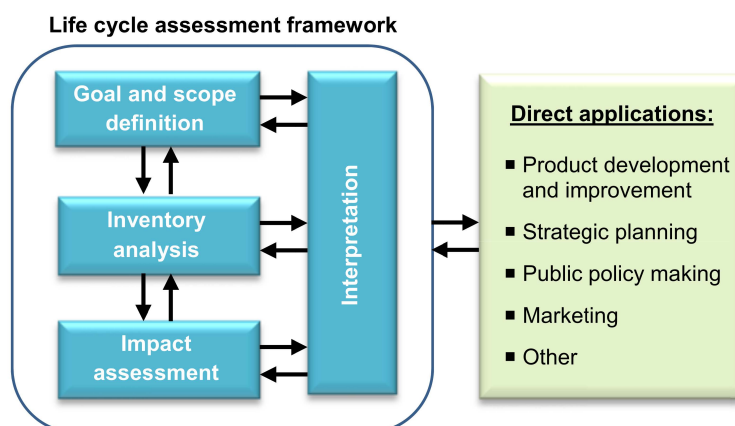 Life cycle assessment framework
Goal and scope
definition
Inventory
analysis
Impact
assessment
Interpretation
Direct applications:
▪ Product development
and improvement
▪ Strategic planning
▪ Public policy making
▪ Marketing
▪ Other